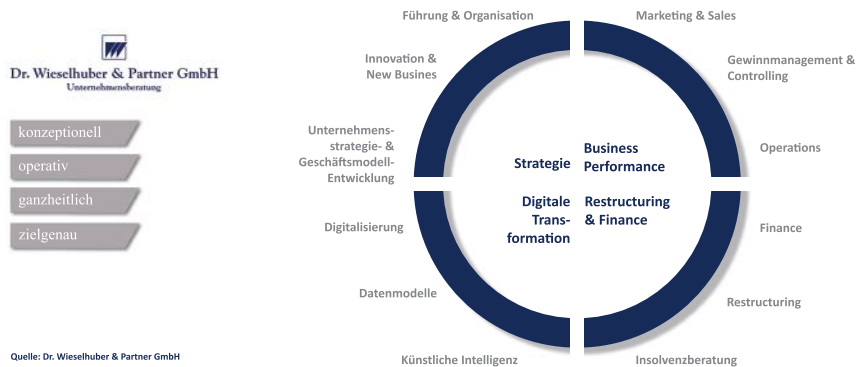 Dr. Wieselhuber & Partner GmbH
Unternehmensberatung
konzeptionell
operativ
ganzheitlich
zielgenau
Quelle: Dr. Wieselhuber & Partner GmbH
Führung & Organisation
Innovation &
New Busines
Unternehmens-
strategie- &
Geschäftsmodell-
Entwicklung
Strategie
Marketing & Sales
Gewinnmanagement &
Controlling
Operations
Business
Performance
Digitale
Trans-
formation
Digitalisierung
Datenmodelle
Künstliche Intelligenz
Restructuring
& Finance
Finance
Restructuring
Insolvenzberatung